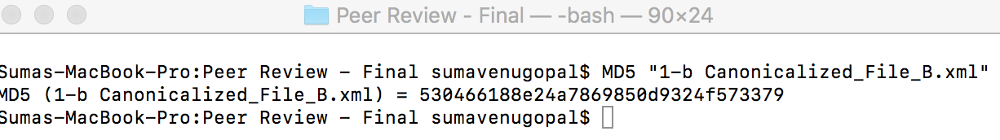 Peer Review - Final — -bash — 90×24
Sumas-MacBook-Pro:Peer Review - Final sumavenugopal$ MD5 "1-b Canonicalized_File_B.xml"
MD5 (1-b Canonicalized_File_B.xml) = 530466188e24a7869850d9324f573379
Sumas-MacBook-Pro:Peer Review - Final sumavenugopal$